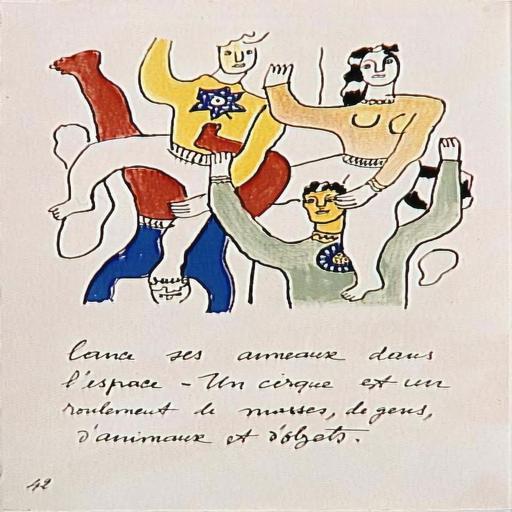 lance ses anneaux dans
l'espace - Un cirque est un
roulement de masses, de gens,
d'animaux et d'objets.
42